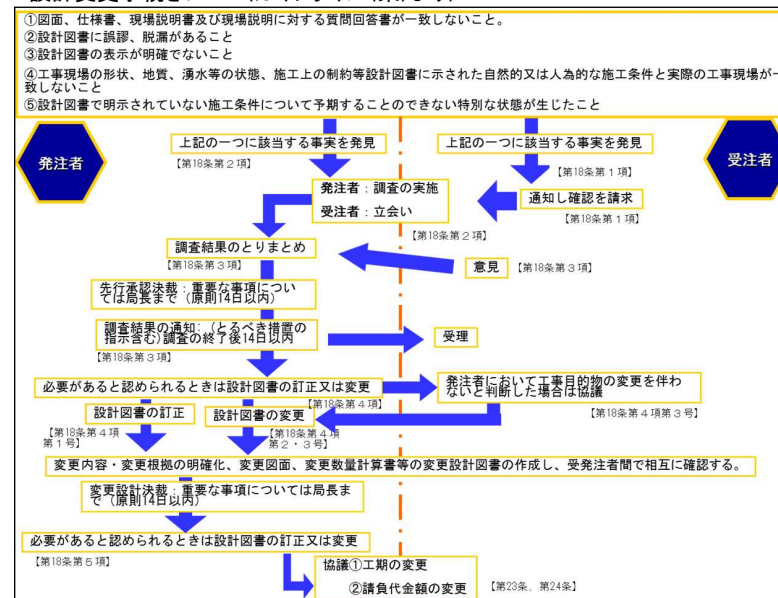 ①図面、仕様書、現場説明書及び現場説明に対する質問回答書が一致しないこと。
②設計図書に誤謬、脱漏があること
③設計図書の表示が明確でないこと
④工事現場の形状、地質、湧水等の状態、施工上の制約等設計図書に示された自然的又は人為的な施工条件と実際の工事現場が一
致しないこと
⑤設計図書で明示されていない施工条件について予期することのできない特別な状態が生じたこと
発注者
受注者
上記の一つに該当する事実を発見
【第18条第２項】
上記の一つに該当する事実を発見
【第18条第１項】
発注者：調査の実施
受注者：立会い
【第18条第２項】
通知し確認を請求
【第18条第１項】
調査結果のとりまとめ
【第18条第３項】
意見
【第18条第３項】
先行承認決裁：重要な事項につい
ては局長まで（原則14日以内）
調査結果の通知：（とるべき措置の
指示含む）調査の終了後14日以内
【第18条第３項】
受理
必要があると認められるときは設計図書の訂正又は変更
【第18条第４項】
発注者において工事目的物の変更を伴わ
ないと判断した場合は協議
【第18条第４項第３号】
設計図書の訂正
【第18条第４項
第１号】
設計図書の変更
【第18条第４項
第２・３号】
変更内容・変更根拠の明確化、変更図面、変更数量計算書等の変更設計図書の作成し、受発注者間で相互に確認する。
変更設計決裁：重要な事項については局長ま
で（原則14日以内）
必要があると認められるときは設計図書の訂正又は変更
【第18条第５項】
協議①工期の変更
②請負代金額の変更
【第23条、第24条】